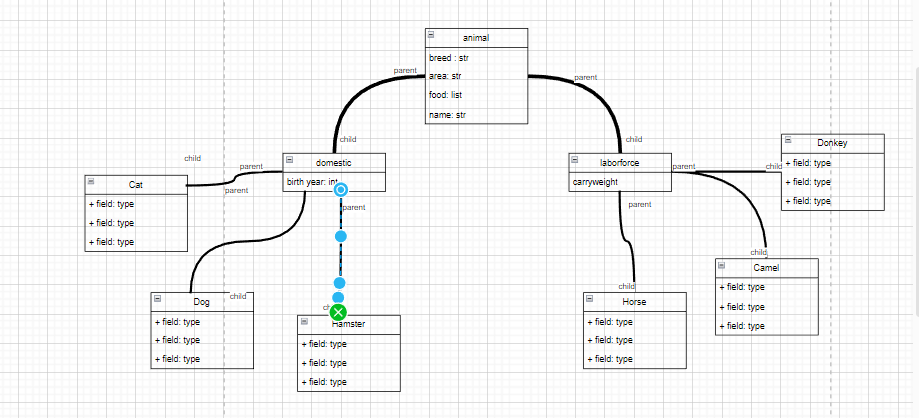 animal
breed : str
area: str
food: list
name: str
parent
parent
child
child
domestic
birth year: int
laborforce
carryweight
child
parent
parent
Cat
+ field: type
+ field: type
+ field: type
parent
child
Donkey
+ field: type
+ field: type
+ field: type
parent
parent
child
Camel
+ field: type
+ field: type
+ field: type
child
Dog
+ field: type
+ field: type
+ field: type
Hamster
+ field: type
+ field: type
+ field: type
child
Horse
+ field: type
+ field: type
+ field: type